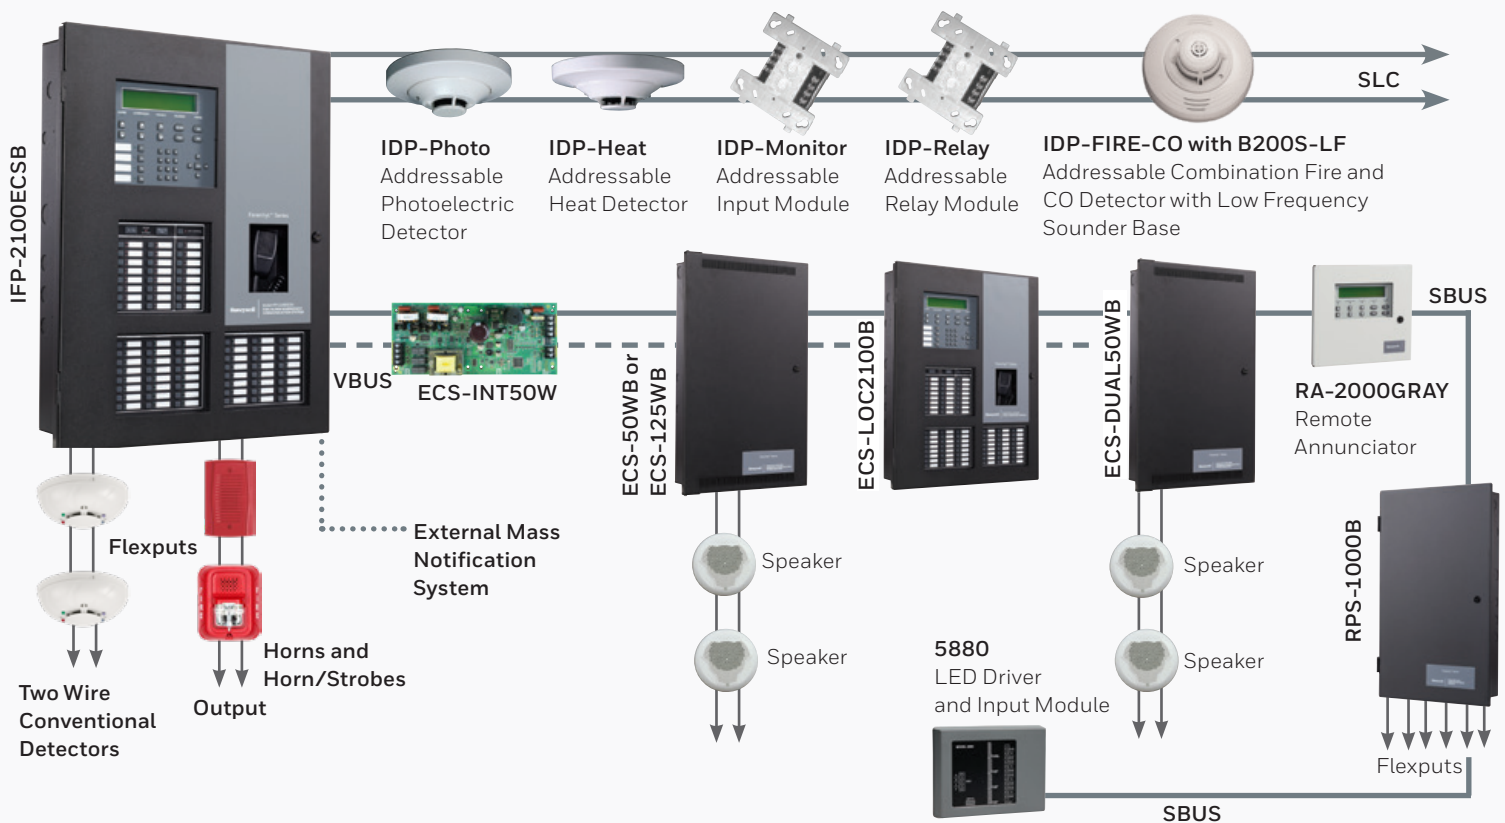 IFP-2100ECSB
SLC
IDP-Photo
Addressable
Photoelectric
Detector
IDP-Heat
Addressable
Heat Detector
IDP-Monitor
Addressable
Input Module
IDP-Relay
Addressable
Relay Module
IDP-FIRE-CO with B200S-LF
Addressable Combination Fire and
CO Detector with Low Frequency
Sounder Base
VBUS
ECS-INT50W
ECS-50WB or
ECS-125WB
ECS-LOC2100B
ECS-DUAL50WB
SBUS
RA-2000GRAY
Remote
Annunciator
RPS-1000B
Flexputs
External Mass
Notification
System
Speaker
Speaker
Speaker
Speaker
Horns and
Horn/Strobes
Output
Two Wire
Conventional
Detectors
5880
LED Driver
and Input Module
Flexputs
SBUS
Honeywell